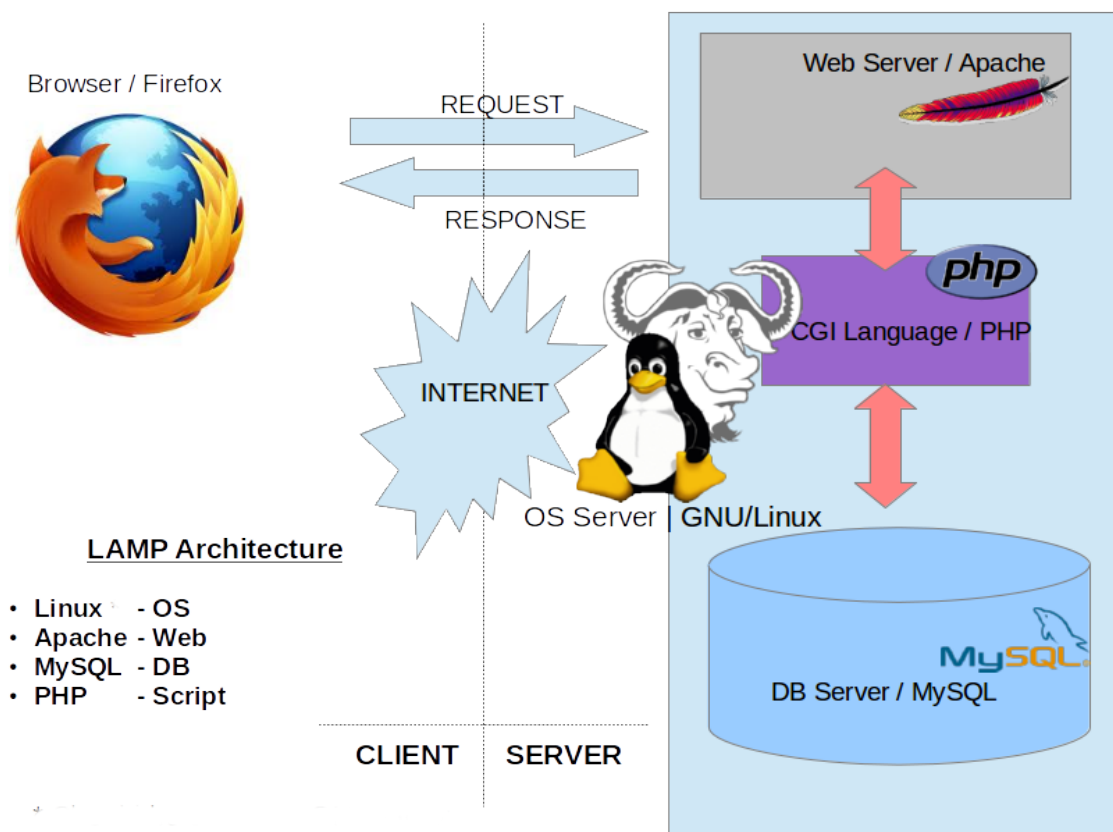 Browser / Firefox
REQUEST
RESPONSE
INTERNET
Web Server / Apache
php
CGI Language / PHP
OS Server | GNU/Linux
MySQL
DB Server / MySQL
LAMP Architecture
• Linux - OS
• Apache - Web
• MySQL - DB
• PHP - Script
CLIENT
SERVER